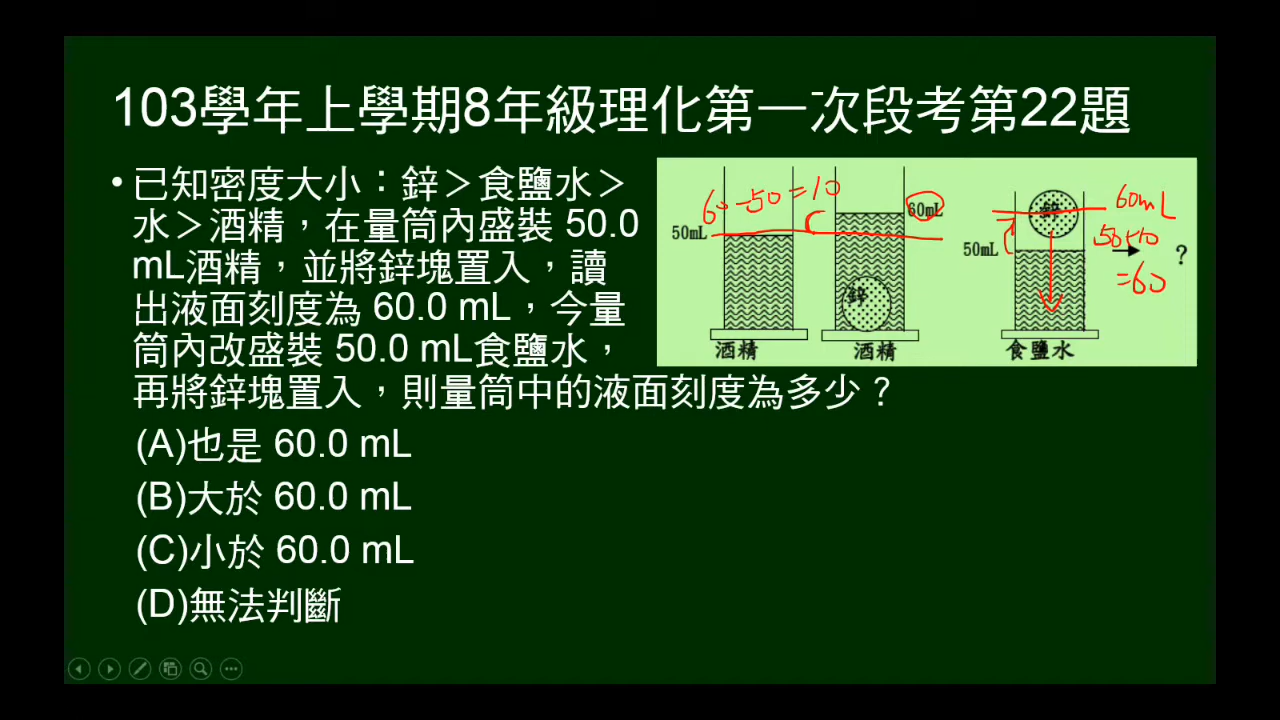 103學年上學期8年級理化第一次段考第22題
• 已知密度大小：鋅＞食鹽水＞
水＞酒精，在量筒內盛裝 50.0
mL酒精，並將鋅塊置入，讀
出液面刻度為 60.0 mL，今量
筒內改盛裝 50.0 mL食鹽水，
再將鋅塊置入，則量筒中的液面刻度為多少？
(A)也是 60.0 mL
(B)大於 60.0 mL
(C)小於 60.0 mL
(D)無法判斷
60-50=10
50mL
60mL
鋅
酒精
酒精
鋅
60mL
50mL
50+10
=60
?
食鹽水